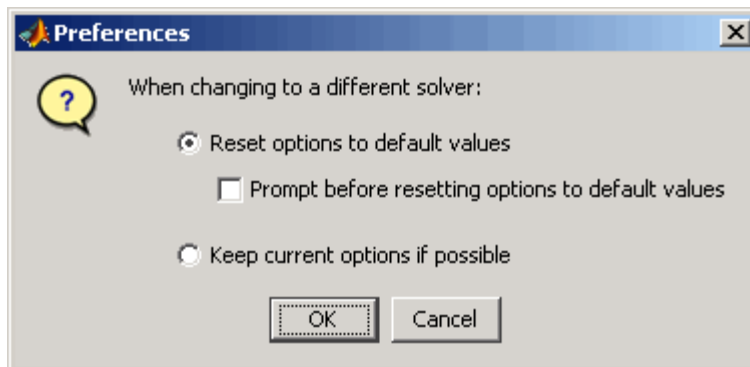 Preferences
?
When changing to a different solver:
Reset options to default values
Prompt before resetting options to default values
Keep current options if possible
OK Cancel